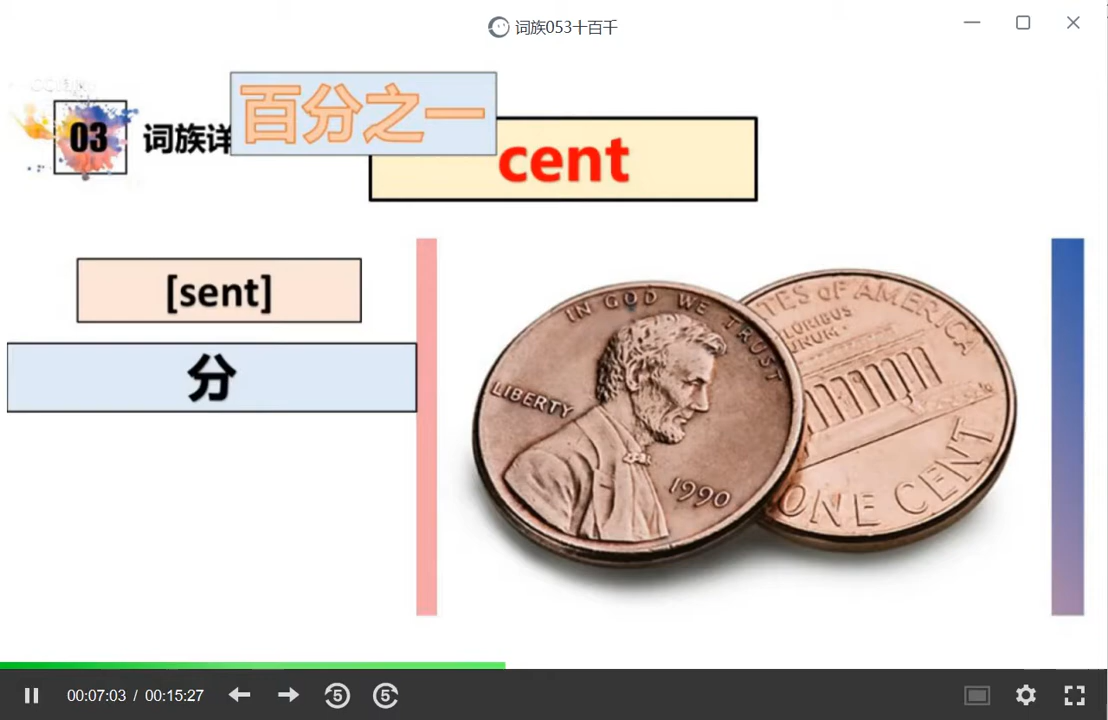 词族053十百千
03
词族详
百分之一
cent
[sent]
分
IN GOD WE TRUST
LIBERTY
1990
TES OF AMERICA
PLURIBUS
UNUM
ONE CENT
00:07:03 / 00:15:27
5
5